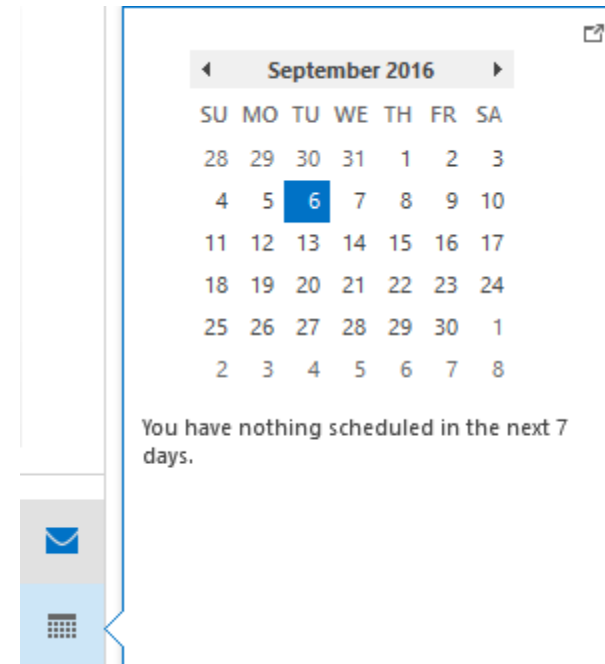 September 2016
SU MO TU WE TH FR SA
28 29 30 31 1 2 3
4 5 6 7 8 9 10
11 12 13 14 15 16 17
18 19 20 21 22 23 24
25 26 27 28 29 30 1
2 3 4 5 6 7 8
You have nothing scheduled in the next 7
days.